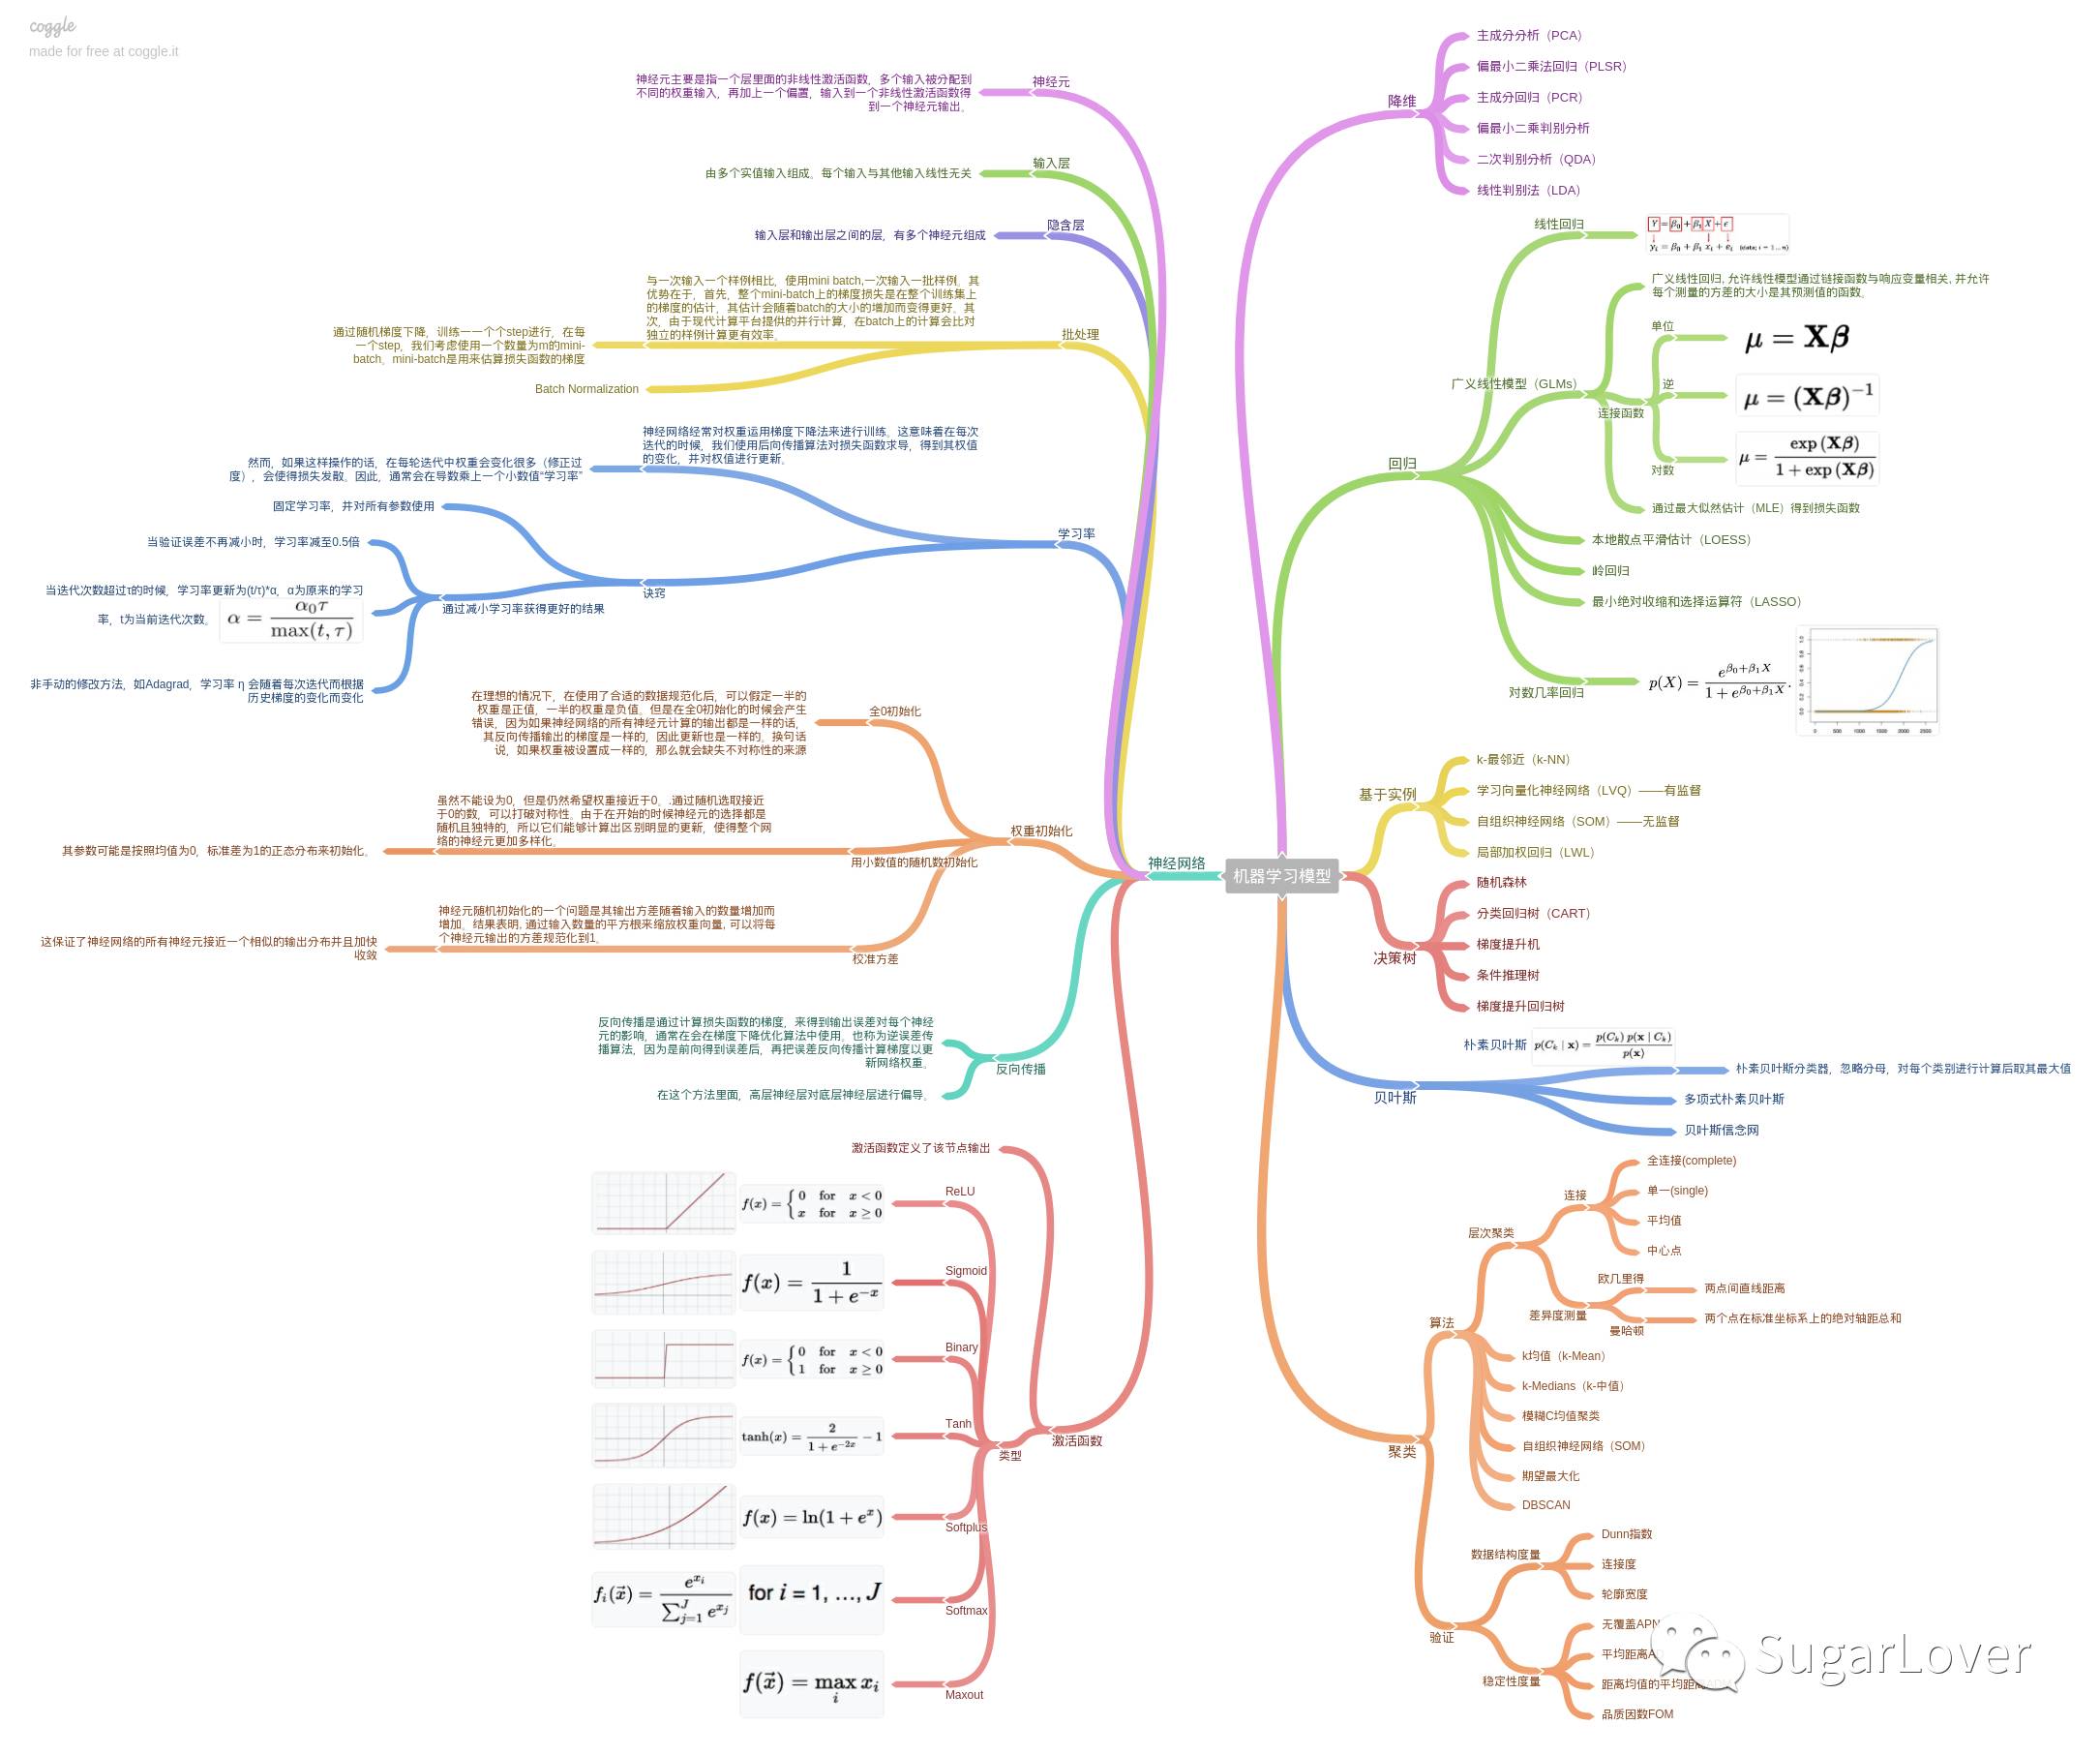 coggle
made for free at coggle.it
机器学习模型
神经网络
神经元
神经元主要是指一个层里面的非线性激活函数，多个输入被分配到
不同的权重输入，再加上一个偏置，输入到一个非线性激活函数得
到一个神经元输出。
输入层
由多个实值输入组成。每个输入与其他输入线性无关
隐含层
输入层和输出层之间的层，有多个神经元组成
批处理
与一次输入一个样例相比，使用mini batch,一次输入一批样例。其
优势在于，首先，整个mini-batch上的梯度损失是在整个训练集上
的梯度的估计，其估计会随着batch的大小的增加而变得更好。其
次，由于现代计算平台提供的并行计算，在batch上的计算会比对
独立的样例计算更有效率。
通过随机梯度下降，训练一一个个step进行，在每
一个step，我们考虑使用一个数量为m的mini-
batch。mini-batch是用来估算损失函数的梯度
Batch Normalization
学习率
神经网络经常对权重运用梯度下降法来进行训练。这意味着在每次
迭代的时候，我们使用后向传播算法对损失函数求导，得到其权值
的变化，并对权值进行更新。
然而，如果这样操作的话，在每轮迭代中权重会变化很多（修正过
度），会使得损失发散。因此，通常会在导数乘上一个小数值“学习率”
诀窍
固定学习率，并对所有参数使用
通过减小学习率获得更好的结果
当验证误差不再减小时，学习率减至0.5倍
当迭代次数超过τ的时候，学习率更新为(t/τ)*α。α为原来的学习
率，t为当前迭代次数。 α = α₀τ / max(t, τ)
非手动的修改方法，如Adagrad，学习率 η 会随着每次迭代而根据
历史梯度的变化而变化
权重初始化
全0初始化
在理想的情况下，在使用了合适的数据规范化后，可以假定一半的
权重是正值，一半的权重是负值。但是在全0初始化的时候会产生
错误，因为如果神经网络的所有神经元计算的输出都是一样的话，
其反向传播输出的梯度是一样的，因此更新也是一样的。换句话
说，如果权重被设置成一样的，那么就会缺失不对称性的来源
用小数值的随机数初始化
虽然不能设为0，但是仍然希望权重接近于0。.通过随机选取接近
于0的数，可以打破对称性。由于在开始的时候神经元的选择都是
随机且独特的，所以它们能够计算出区别明显的更新，使得整个网
络的神经元更加多样化。
其参数可能是按照均值为0，标准差为1的正态分布来初始化。
校准方差
神经元随机初始化的一个问题是其输出方差随着输入的数量增加而
增加。结果表明, 通过输入数量的平方根来缩放权重向量, 可以将每
个神经元输出的方差规范化到1。
这保证了神经网络的所有神经元接近一个相似的输出分布并且加快
收敛
反向传播
反向传播是通过计算损失函数的梯度，来得到输出误差对每个神经
元的影响，通常在会在梯度下降优化算法中使用。也称为逆误差传
播算法，因为是前向得到误差后，再把误差反向传播计算梯度以更
新网络权重。
在这个方法里面，高层神经层对底层神经层进行偏导。
激活函数
激活函数定义了该节点输出
类型
ReLU
f(x) = { 0 for x < 0
x for x ≥ 0
Sigmoid
f(x) = 1 / (1 + e^{-x})
Binary
f(x) = { 0 for x < 0
1 for x ≥ 0
Tanh
tanh(x) = 2 / (1 + e^{-2x}) − 1
Softplus
f(x) = ln(1 + e^x)
Softmax
f_i(x⃗) = e^{x_i} / ∑_{j=1}^{J} e^{x_j} for i = 1, …, J
Maxout
f(x⃗) = max_i x_i
降维
主成分分析（PCA）
偏最小二乘法回归（PLSR）
主成分回归（PCR）
偏最小二乘判别分析
二次判别分析（QDA）
线性判别法（LDA）
回归
线性回归
Y = β₀ + β₁ X + ϵ
y_i = β₀ + β₁ x_i + e_i (data; i = 1 ... n)
广义线性模型（GLMs）
广义线性回归, 允许线性模型通过链接函数与响应变量相关, 并允许
每个测量的方差的大小是其预测值的函数。
连接函数
单位
μ = Xβ
逆
μ = (Xβ)^{-1}
对数
μ = exp (Xβ) / (1 + exp (Xβ))
通过最大似然估计（MLE）得到损失函数
本地散点平滑估计（LOESS）
岭回归
最小绝对收缩和选择运算符（LASSO）
对数几率回归
p(X) = e^{β₀+β₁X} / (1 + e^{β₀+β₁X}).
0.0 0.2 0.4 0.6 0.8 1.0
0 500 1000 1500 2000 2500
基于实例
k-最邻近（k-NN）
学习向量化神经网络（LVQ）——有监督
自组织神经网络（SOM）——无监督
局部加权回归（LWL）
决策树
随机森林
分类回归树（CART）
梯度提升机
条件推理树
梯度提升回归树
贝叶斯
朴素贝叶斯 p(C_k | x) = p(C_k) p(x | C_k) / p(x)
朴素贝叶斯分类器，忽略分母，对每个类别进行计算后取其最大值
多项式朴素贝叶斯
贝叶斯信念网
聚类
算法
层次聚类
连接
全连接(complete)
单一(single)
平均值
中心点
差异度测量
欧几里得
两点间直线距离
曼哈顿
两个点在标准坐标系上的绝对轴距总和
k均值（k-Mean）
k-Medians（k-中值）
模糊C均值聚类
自组织神经网络（SOM）
期望最大化
DBSCAN
验证
数据结构度量
Dunn指数
连接度
轮廓宽度
稳定性度量
无覆盖APN
平均距离
距离均值的平均距离
品质因数FOM
SugarLover